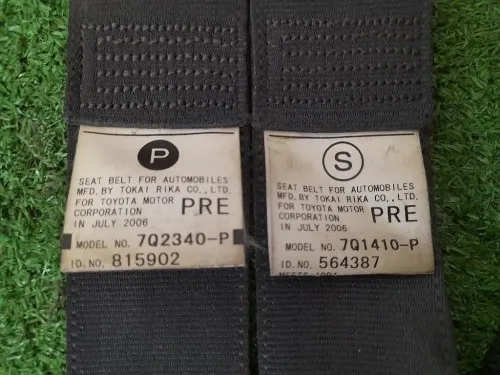 P
SEAT BELT FOR AUTOMOBILES
MFD. BY TOKAI RIKA CO., LTD.
FOR TOYOTA MOTOR
CORPORATION PRE
IN JULY 2006
MODEL NO. 7Q2340-P
ID. NO. 815902
S
SEAT BELT FOR AUTOMOBILES
MFD. BY TOKAI RIKA CO., LTD.
FOR TOYOTA MOTOR
CORPORATION PRE
IN JULY 2006
MODEL NO. 7Q1410-P
ID. NO. 564387